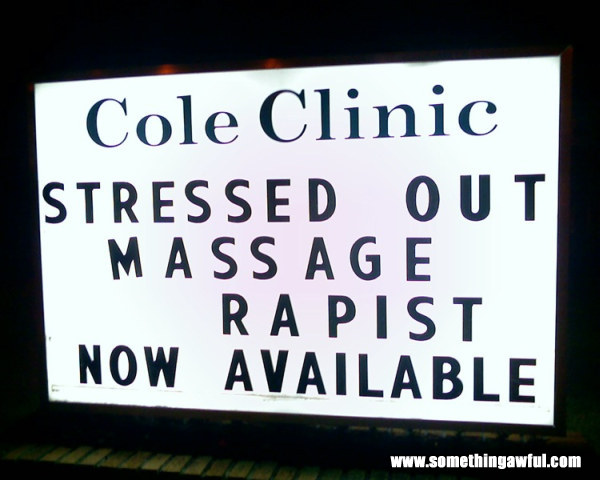 Cole Clinic
STRESSED OUT
MASSAGE
RAPIST
NOW AVAILABLE
www.somethingawful.com